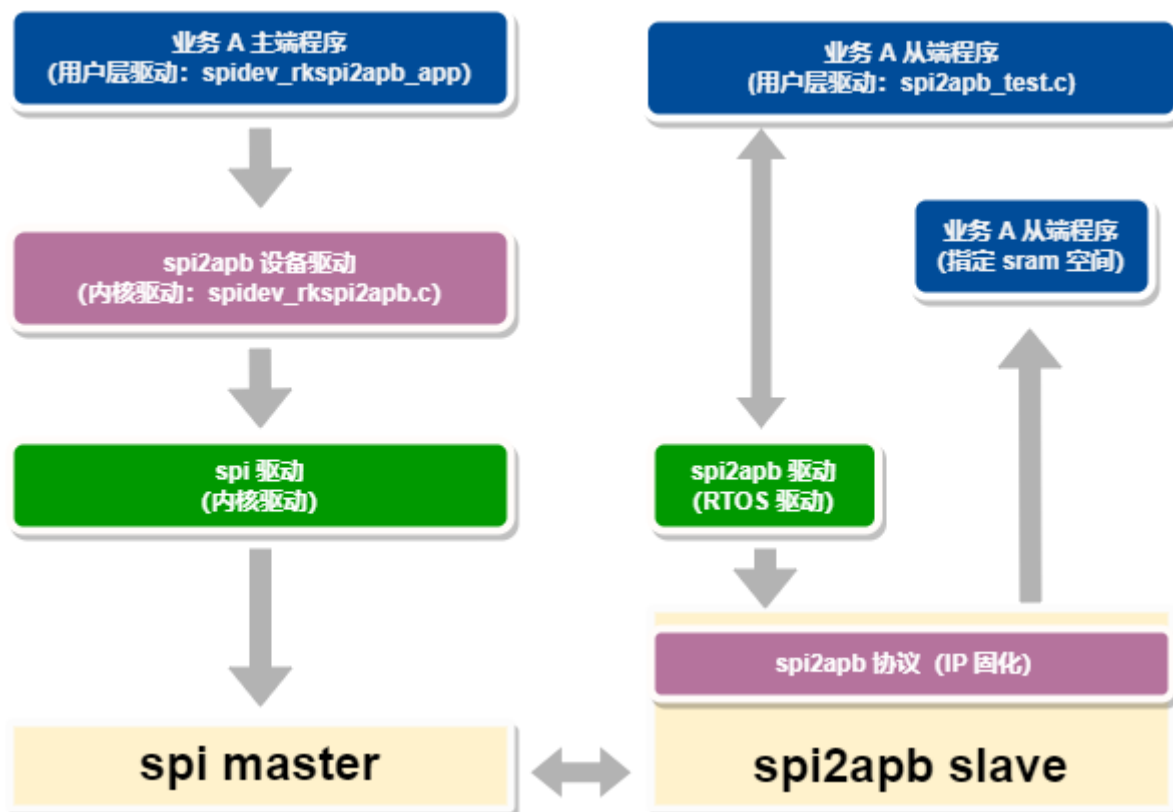 业务 A 主端程序
(用户层驱动：spidev_rkspi2apb_app)
spi2apb 设备驱动
(内核驱动：spidev_rkspi2apb.c)
spi 驱动
(内核驱动)
spi master
业务 A 从端程序
(用户层驱动：spi2apb_test.c)
业务 A 从端程序
(指定 sram 空间)
spi2apb 驱动
(RTOS 驱动)
spi2apb 协议（IP 固化)
spi2apb slave